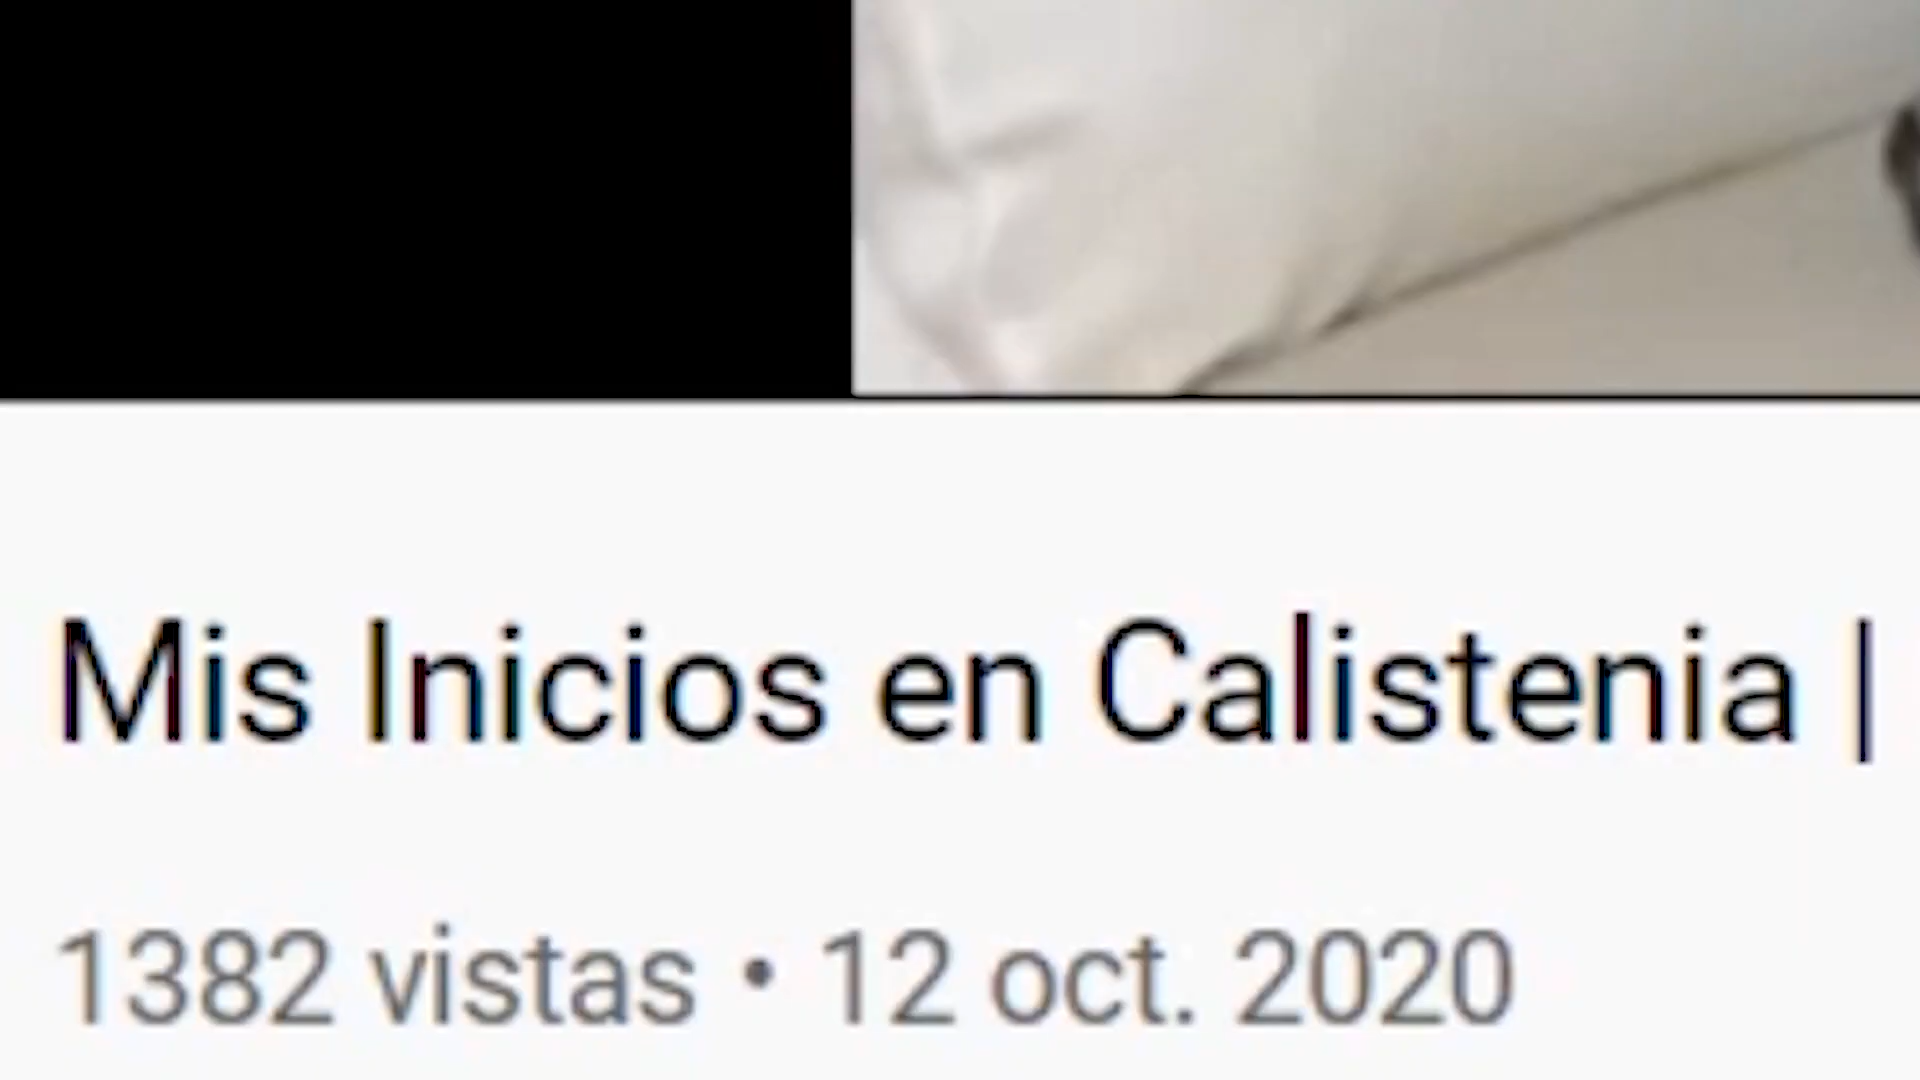 Mis Inicios en Calistenia |
1382 vistas • 12 oct. 2020